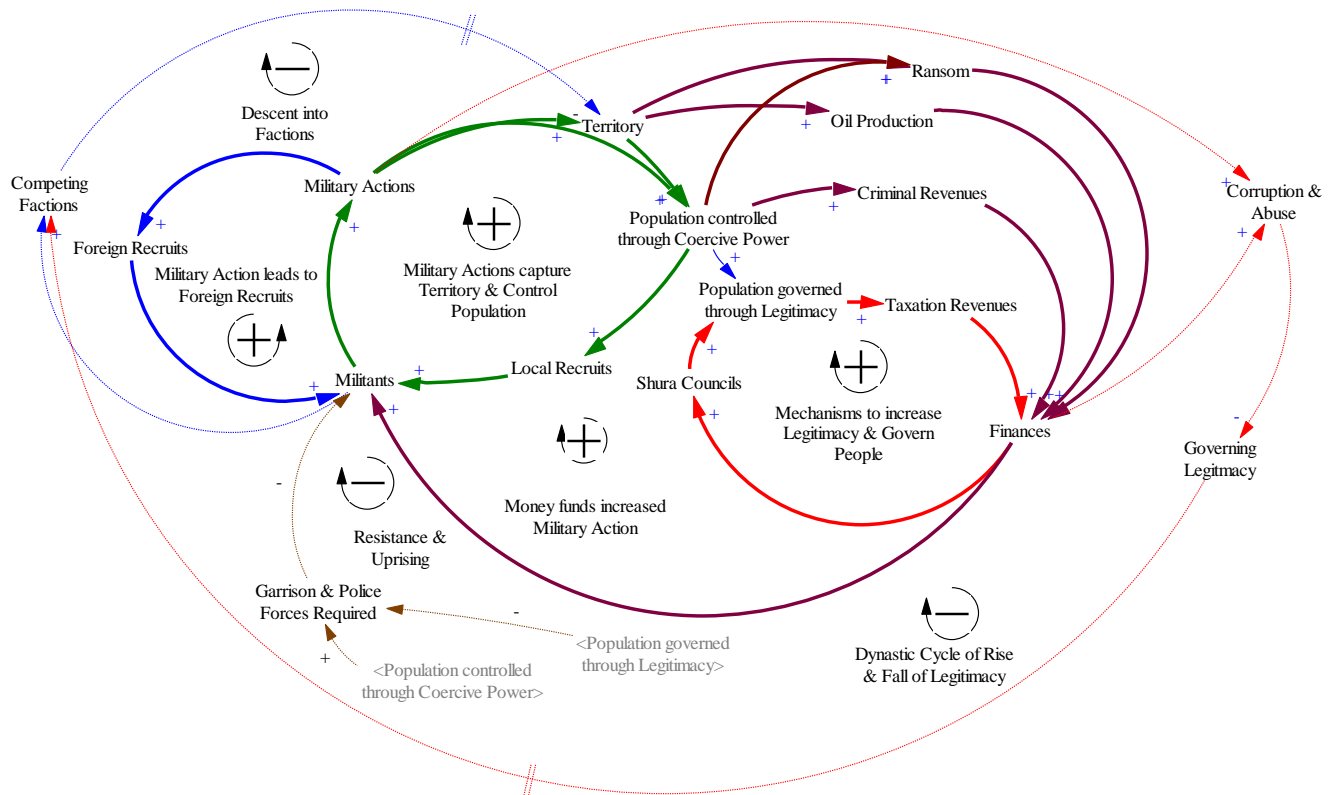 Ransom
Descent into
Factions
Oil Production
Territory
-
+
+
+
Competing
Factions
Military Actions
Criminal Revenues
Corruption &
Abuse
+
+
+
+
+
Foreign Recruits
+
+
Population controlled
through Coercive Power
+
+
Military Action leads to
Foreign Recruits
Military Actions capture
Territory & Control
Population
Population governed
through Legitimacy
Taxation Revenues
+
+
+
Local Recruits
Militants
+
+
+
Shura Councils
+
+
+
+
Mechanisms to increase
Legitimacy & Govern
People
Finances
-
Governing
Legitmacy
-
Money funds increased
Military Action
Resistance &
Uprising
Garrison & Police
Forces Required
-
<Population governed
through Legitimacy>
+
<Population controlled
through Coercive Power>
Dynastic Cycle of Rise
& Fall of Legitimacy